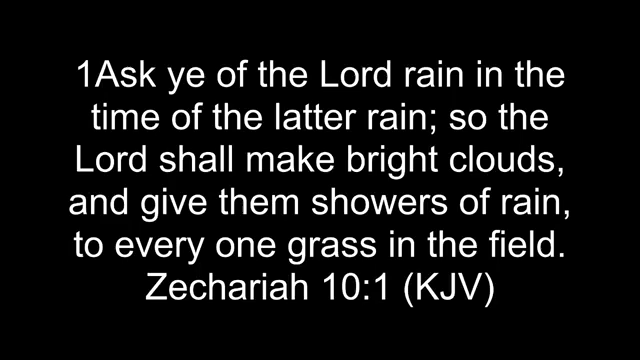 1Ask ye of the Lord rain in the
time of the latter rain; so the
Lord shall make bright clouds,
and give them showers of rain,
to every one grass in the field.
Zechariah 10:1 (KJV)